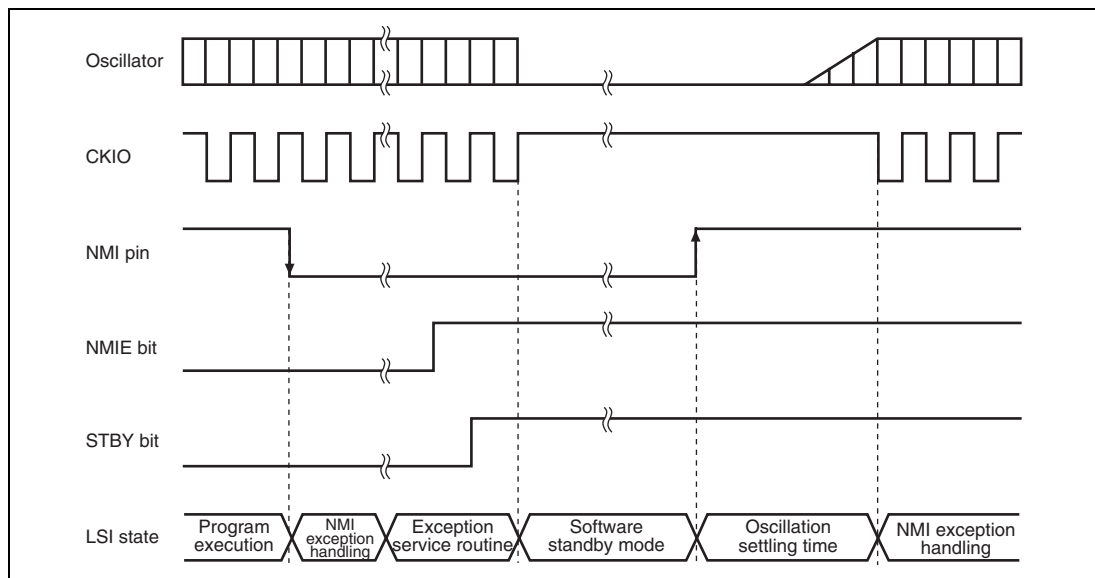 Oscillator
CKIO
NMI pin
NMIE bit
STBY bit
LSI state
Program
execution
NMI
exception
handling
Exception
service routine
Software
standby mode
Oscillation
settling time
NMI exception
handling